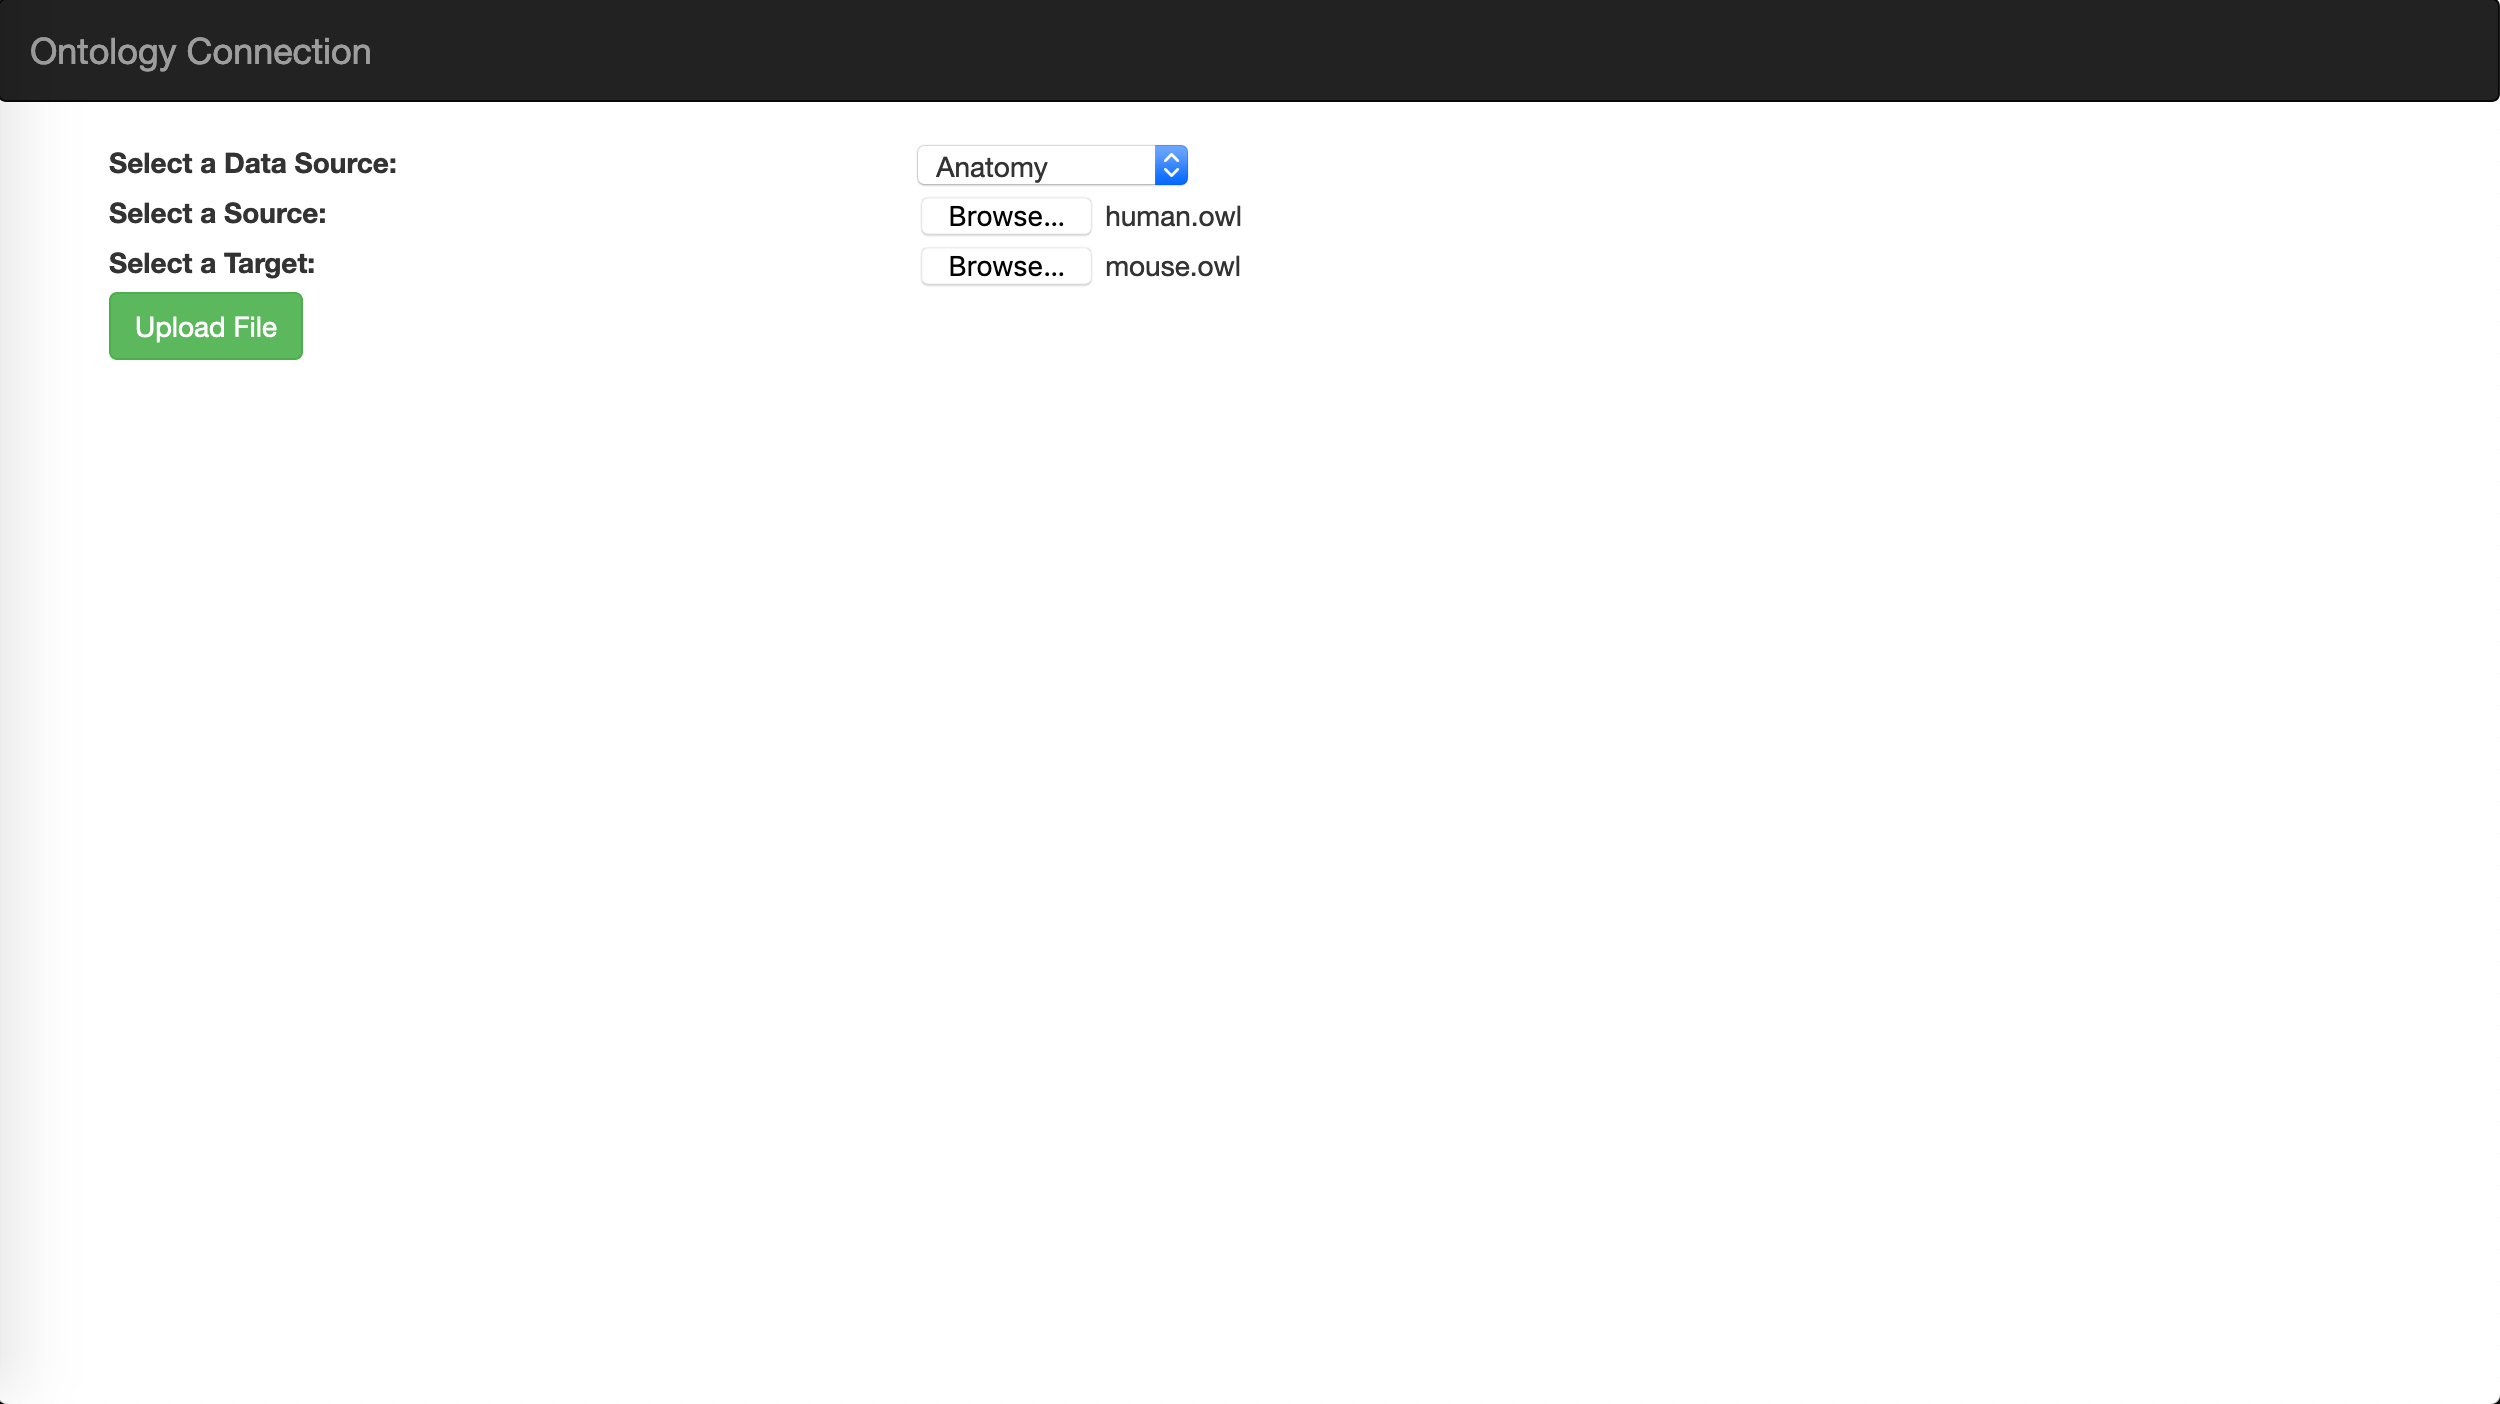 Ontology Connection
Select a Data Source: Anatomy
Select a Source: Browse... human.owl
Select a Target: Browse... mouse.owl
Upload File